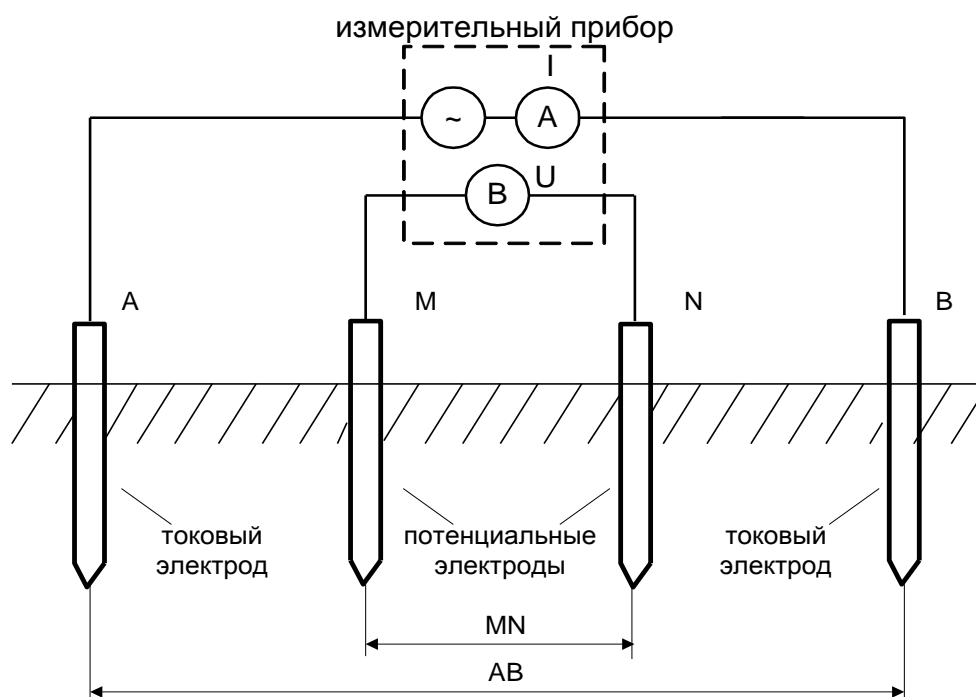 измерительный прибор
I
~
A
B
U
A
M
N
B
токовый
электрод
потенциальные
электроды
токовый
электрод
MN
AB